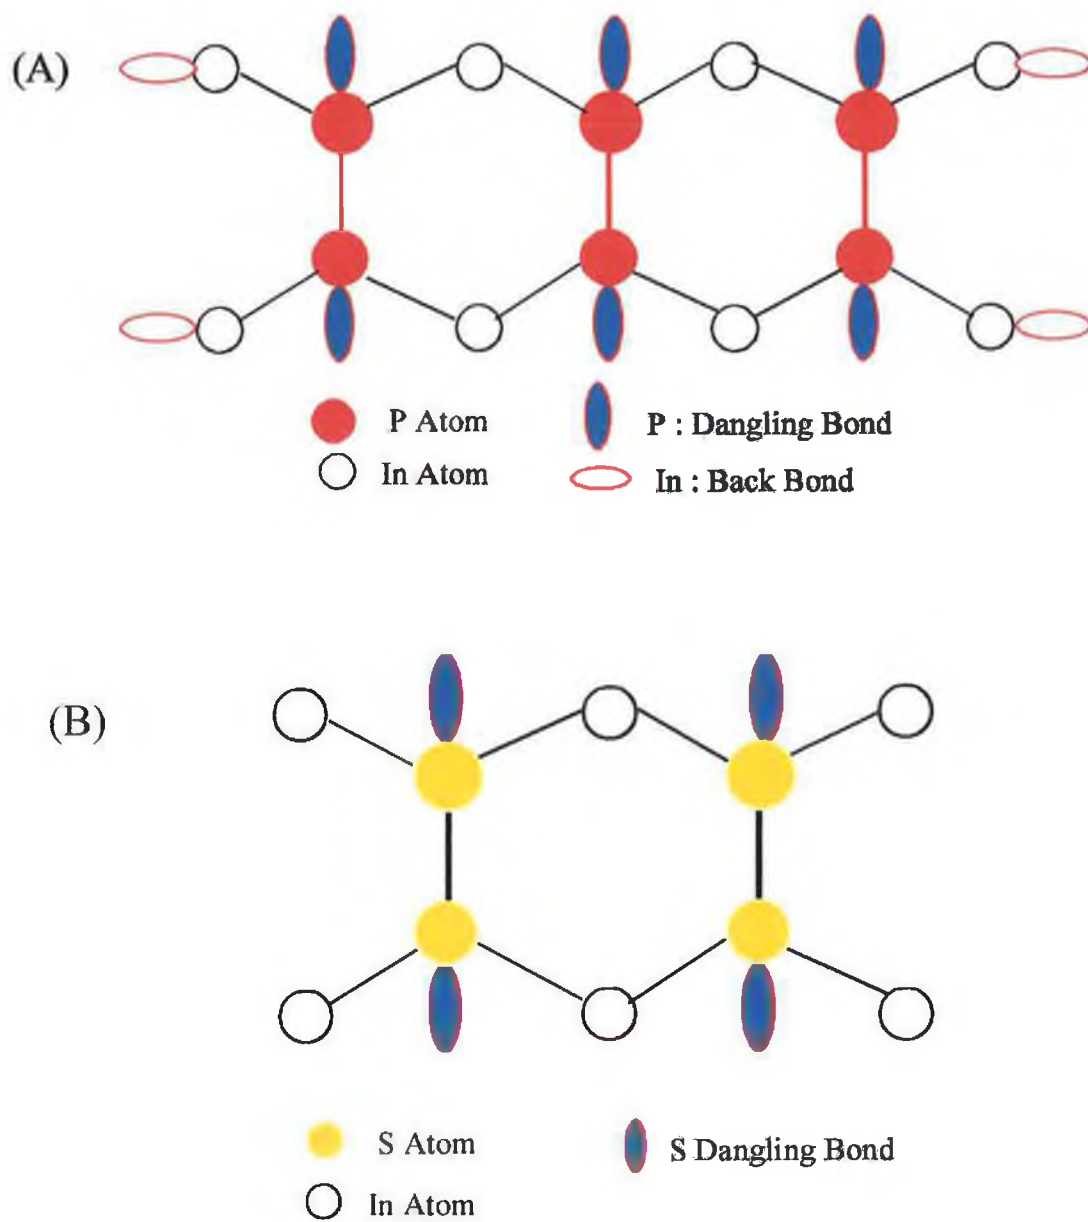 (A)
P Atom
P : Dangling Bond
In Atom
In : Back Bond
(B)
S Atom
S Dangling Bond
In Atom